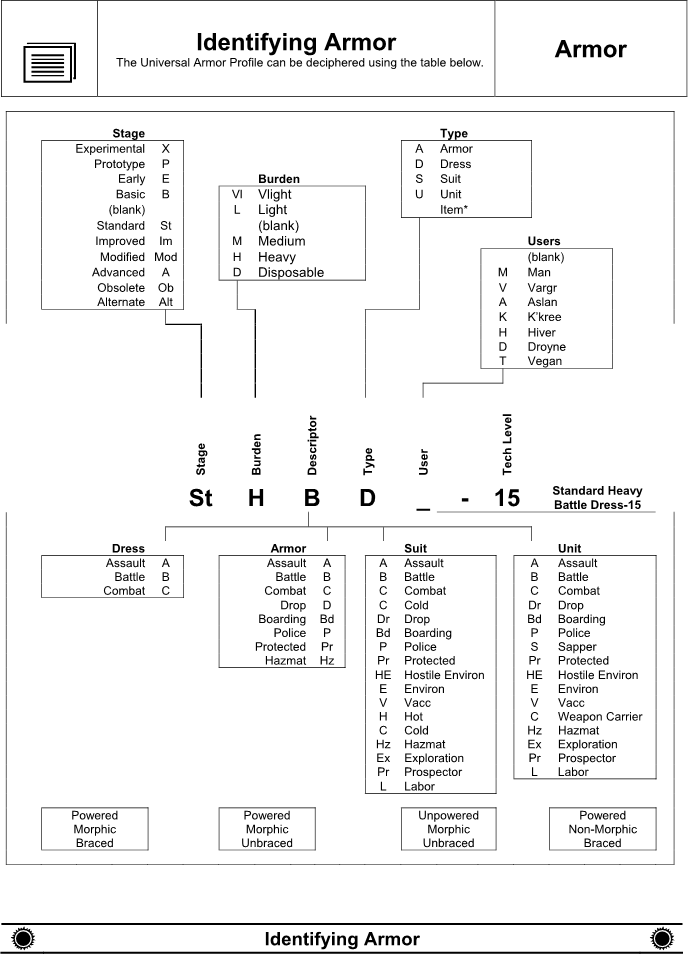 Identifying Armor
The Universal Armor Profile can be deciphered using the table below.
Armor
Stage
Experimental X
Prototype P
Early E
Basic B
(blank)
Standard St
Improved Im
Modified Mod
Advanced A
Obsolete Ob
Alternate Alt
Burden
Vl Vlight
L Light
(blank)
M Medium
H Heavy
D Disposable
Type
A Armor
D Dress
S Suit
U Unit
Item*
Users
(blank)
M Man
V Vargr
A Aslan
K K'kree
H Hiver
D Droyne
T Vegan
Stage
Burden
Descriptor
Type
User
Tech Level
St H B D _ - 15
Standard Heavy
Battle Dress-15
Dress
Assault A
Battle B
Combat C
Armor
Assault A
Battle B
Combat C
Drop D
Boarding Bd
Police P
Protected Pr
Hazmat Hz
Suit
A Assault
B Battle
C Combat
C Cold
Dr Drop
Bd Boarding
P Police
Pr Protected
HE Hostile Environ
E Environ
V Vacc
H Hot
C Cold
Hz Hazmat
Ex Exploration
Pr Prospector
L Labor
Unit
A Assault
B Battle
C Combat
Dr Drop
Bd Boarding
P Police
S Sapper
Pr Protected
HE Hostile Environ
E Environ
V Vacc
C Weapon Carrier
Hz Hazmat
Ex Exploration
Pr Prospector
L Labor
Powered
Morphic
Braced
Powered
Morphic
Unbraced
Unpowered
Morphic
Unbraced
Powered
Non-Morphic
Braced
Identifying Armor